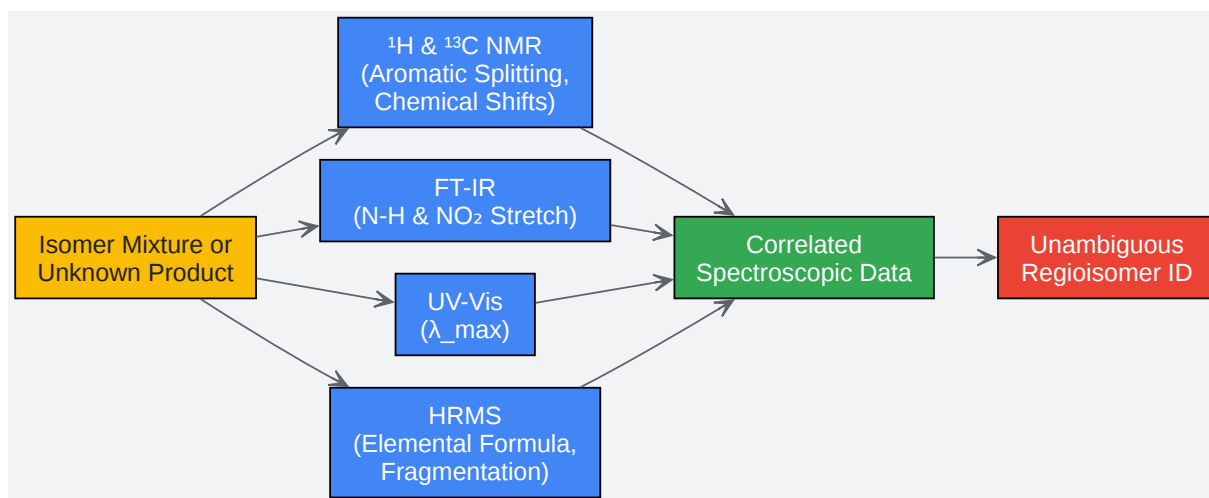 ¹H & ¹³C NMR
(Aromatic Splitting,
Chemical Shifts)
FT-IR
(N-H & NO₂ Stretch)
Isomer Mixture or
Unknown Product
Correlated
Spectroscopic Data
Unambiguous
Regioisomer ID
UV-Vis
(λ_max)
HRMS
(Elemental Formula,
Fragmentation)